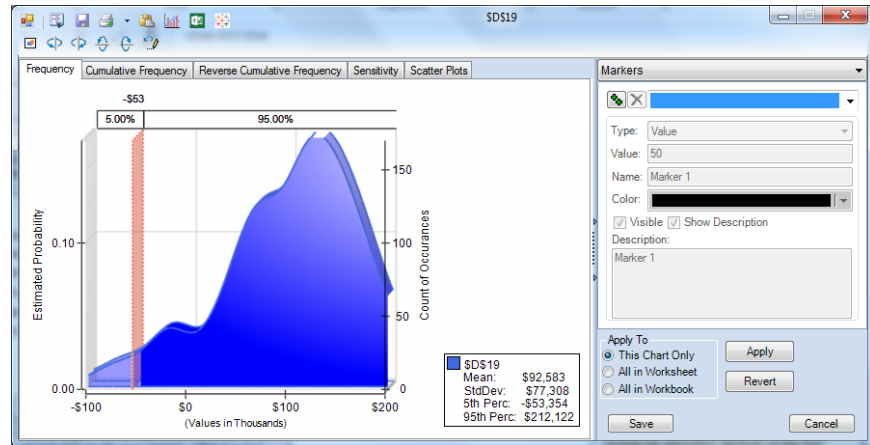 $D$19
Frequency
Cumulative Frequency
Reverse Cumulative Frequency
Sensitivity
Scatter Plots
-$53
5.00%
95.00%
Estimated Probability
0.10
0.00
150
100
50
0
Count of Occurances
-$100
$0
$100
$200
(Values in Thousands)
$D$19
Mean: $92,583
StdDev: $77,308
5th Perc: -$53,354
95th Perc: $212,122
Markers
Type: Value
Value: 50
Name: Marker 1
Color:
Visible
Show Description
Description:
Marker 1
Apply To
This Chart Only
All in Worksheet
All in Workbook
Apply
Revert
Save
Cancel